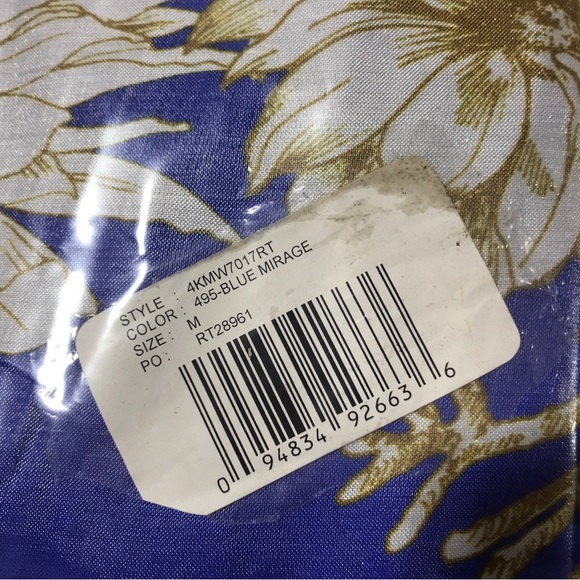 STYLE : 4KMW7017RT
COLOR : 495-BLUE MIRAGE
SIZE : M
PO : RT28961
0 94834 92663 6